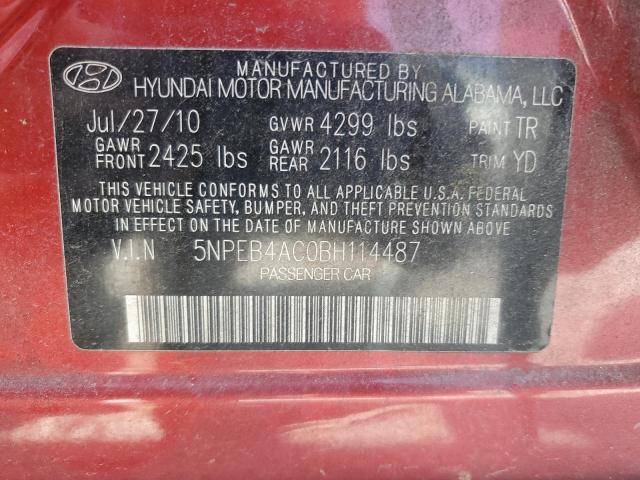 MANUFACTURED BY
HYUNDAI MOTOR MANUFACTURING ALABAMA, LLC
Jul/27/10 GVWR 4299 lbs PAINT TR
GAWR FRONT 2425 lbs GAWR REAR 2116 lbs TRIM YD
THIS VEHICLE CONFORMS TO ALL APPLICABLE U.S.A. FEDERAL
MOTOR VEHICLE SAFETY, BUMPER, AND THEFT PREVENTION STANDARDS
IN EFFECT ON THE DATE OF MANUFACTURE SHOWN ABOVE
V.I.N 5NPEB4AC0BH114487
PASSENGER CAR